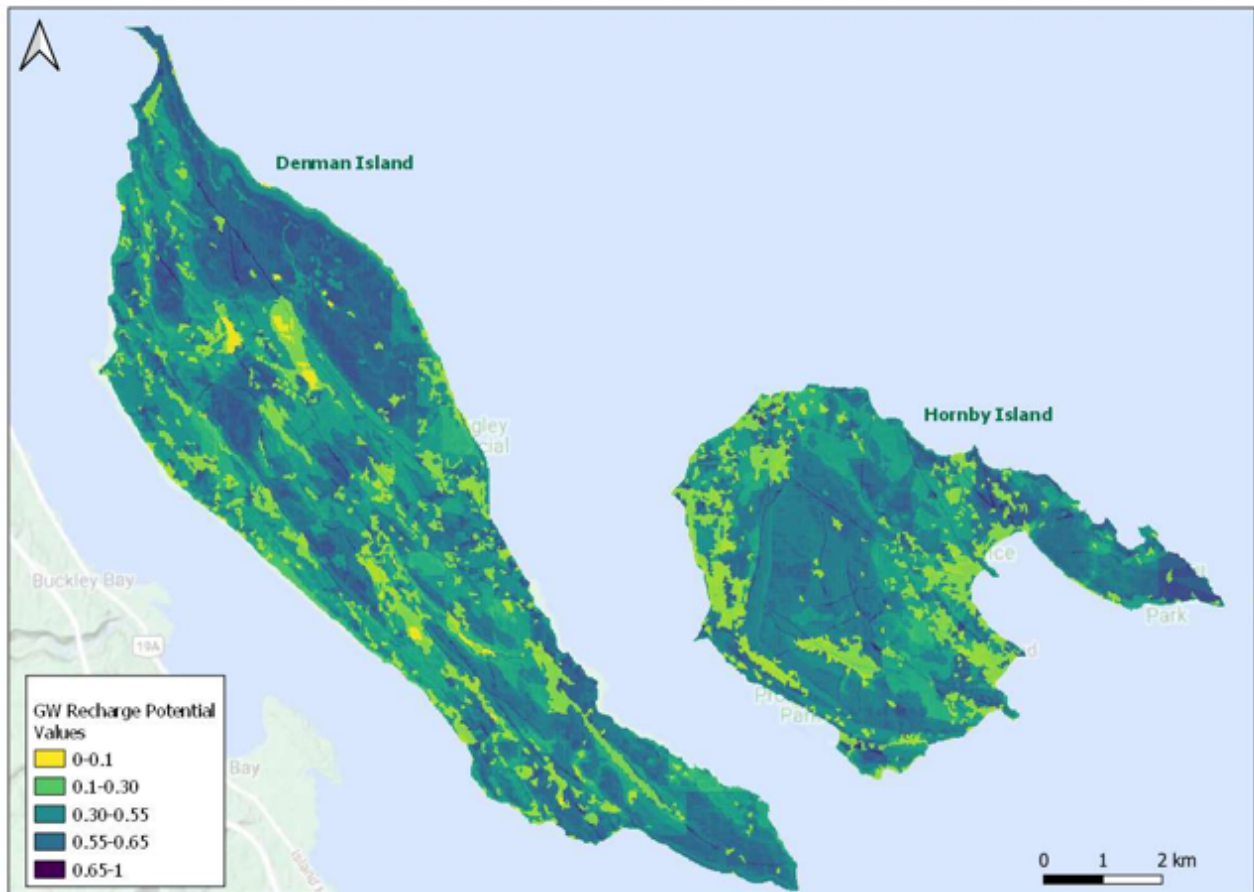 Denman Island
Hornby Island
Buckley Bay
19A
Bay
Park
Park
GW Recharge Potential
Values
0-0.1
0.1-0.30
0.30-0.55
0.55-0.65
0.65-1
0 1 2 km